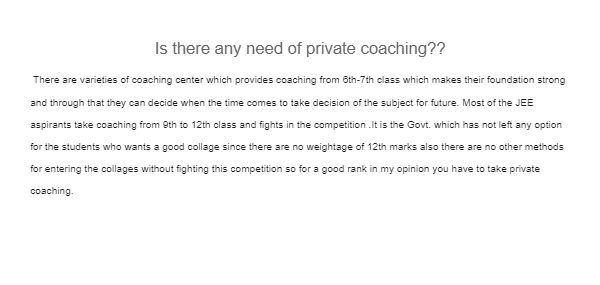 Is there any need of private coaching??
There are varieties of coaching center which provides coaching from 6th-7th class which makes their foundation strong
and through that they can decide when the time comes to take decision of the subject for future. Most of the JEE
aspirants take coaching from 9th to 12th class and fights in the competition .It is the Govt. which has not left any option
for the students who wants a good collage since there are no weightage of 12th marks also there are no other methods
for entering the collages without fighting this competition so for a good rank in my opinion you have to take private
coaching.